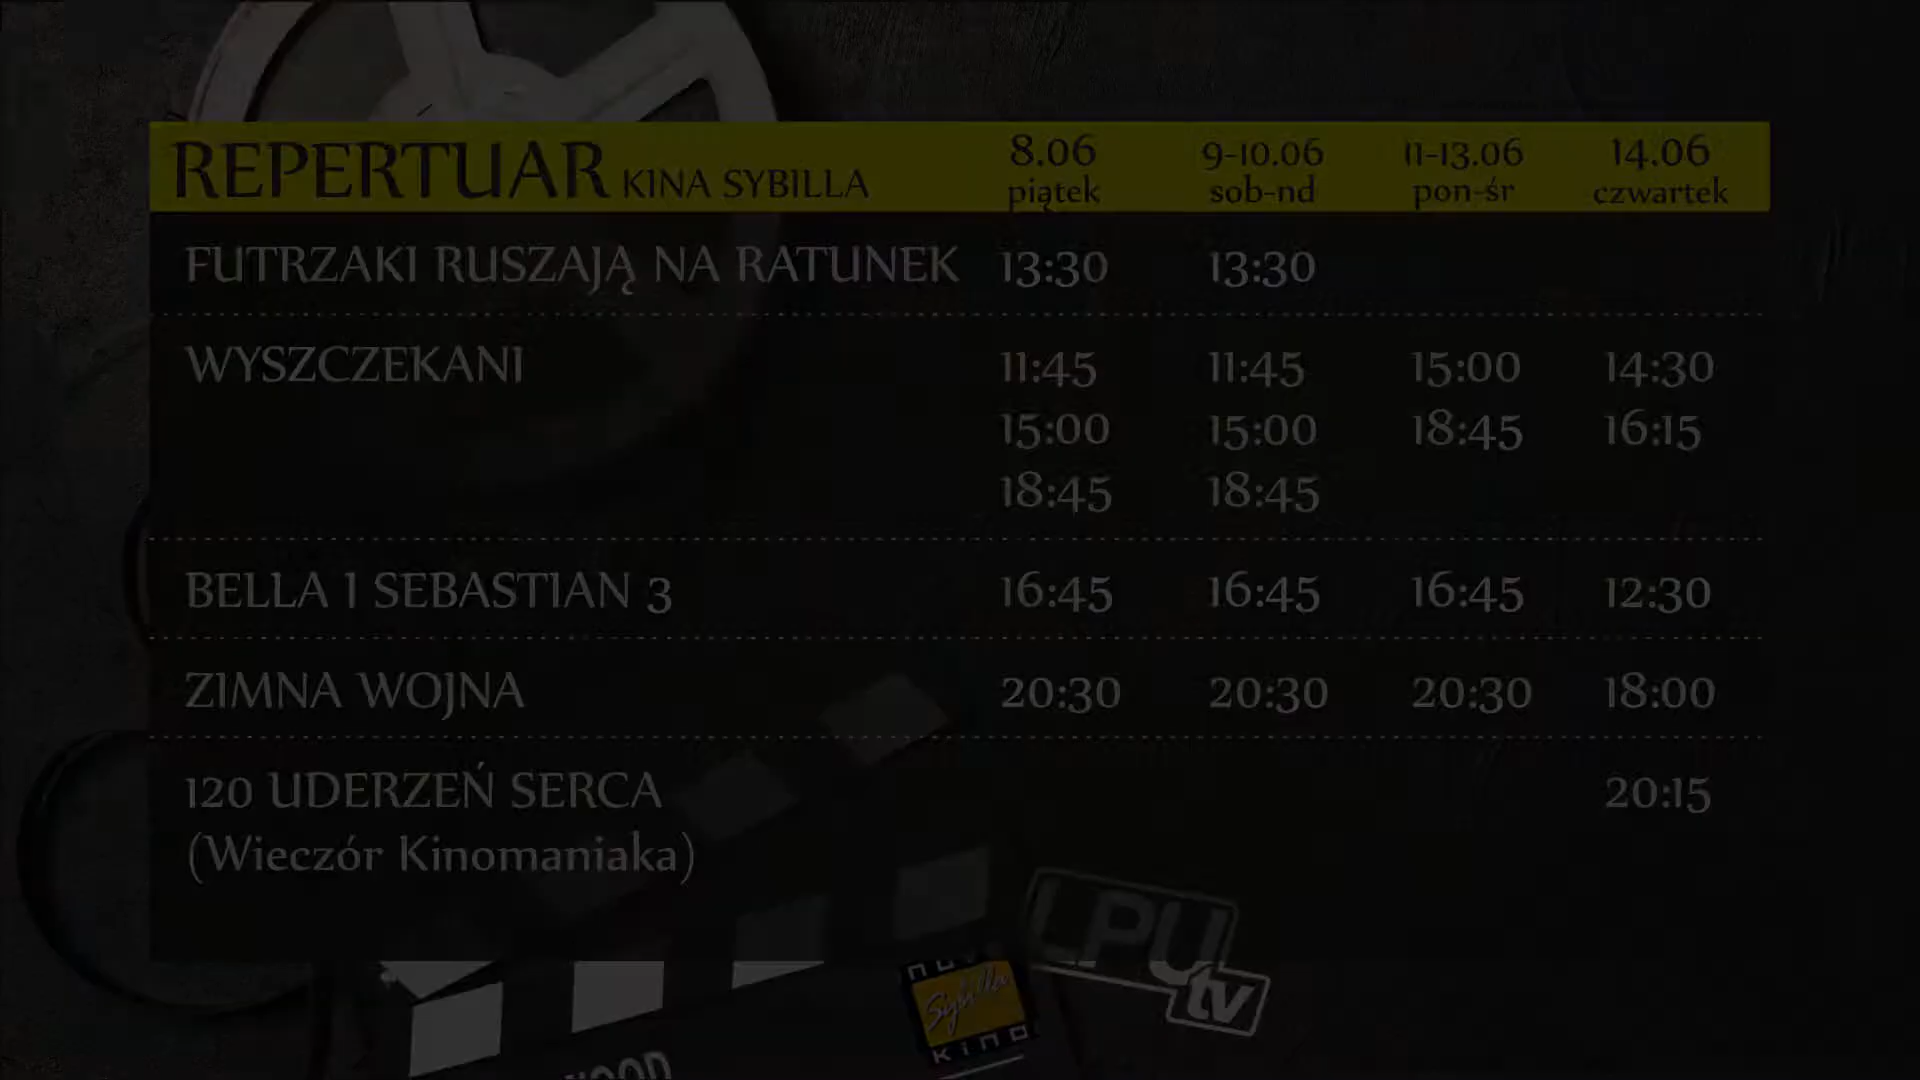 REPERTUAR KINA SYBILLA 8.06 9-10.06 11-13.06 14.06
piątek sob-nd pon-śr czwartek
FUTRZAKI RUSZAJĄ NA RATUNEK 13:30 13:30
WYSZCZEKANI 11:45 11:45 15:00 14:30
15:00 15:00 18:45 16:15
18:45 18:45
BELLA I SEBASTIAN 3 16:45 16:45 16:45 12:30
ZIMNA WOJNA 20:30 20:30 20:30 18:00
120 UDERZEŃ SERCA 20:15
(Wieczór Kinomaniaka)
LPU
tv
Sybilla
KINO